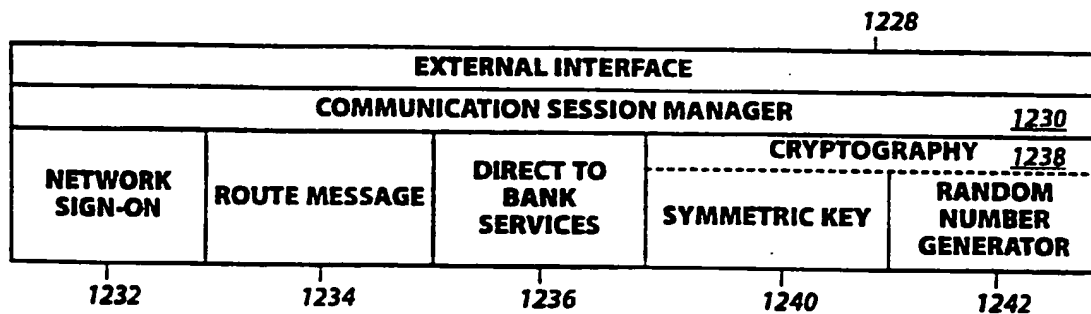 1228
EXTERNAL INTERFACE
COMMUNICATION SESSION MANAGER 1230
NETWORK
SIGN-ON
ROUTE MESSAGE
DIRECT TO
BANK
SERVICES
CRYPTOGRAPHY 1238
SYMMETRIC KEY
RANDOM
NUMBER
GENERATOR
1232
1234
1236
1240
1242